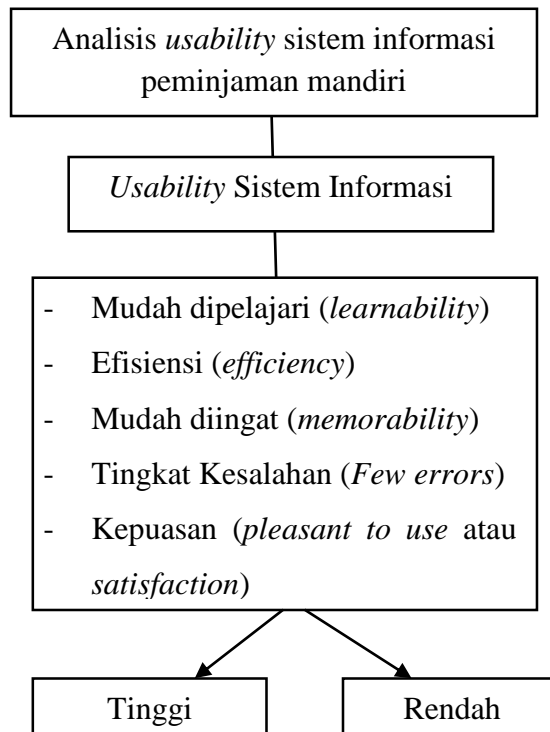 Analisis usability sistem informasi
peminjaman mandiri
Usability Sistem Informasi
- Mudah dipelajari (learnability)
- Efisiensi (efficiency)
- Mudah diingat (memorability)
- Tingkat Kesalahan (Few errors)
- Kepuasan (pleasant to use atau
satisfaction)
Tinggi Rendah